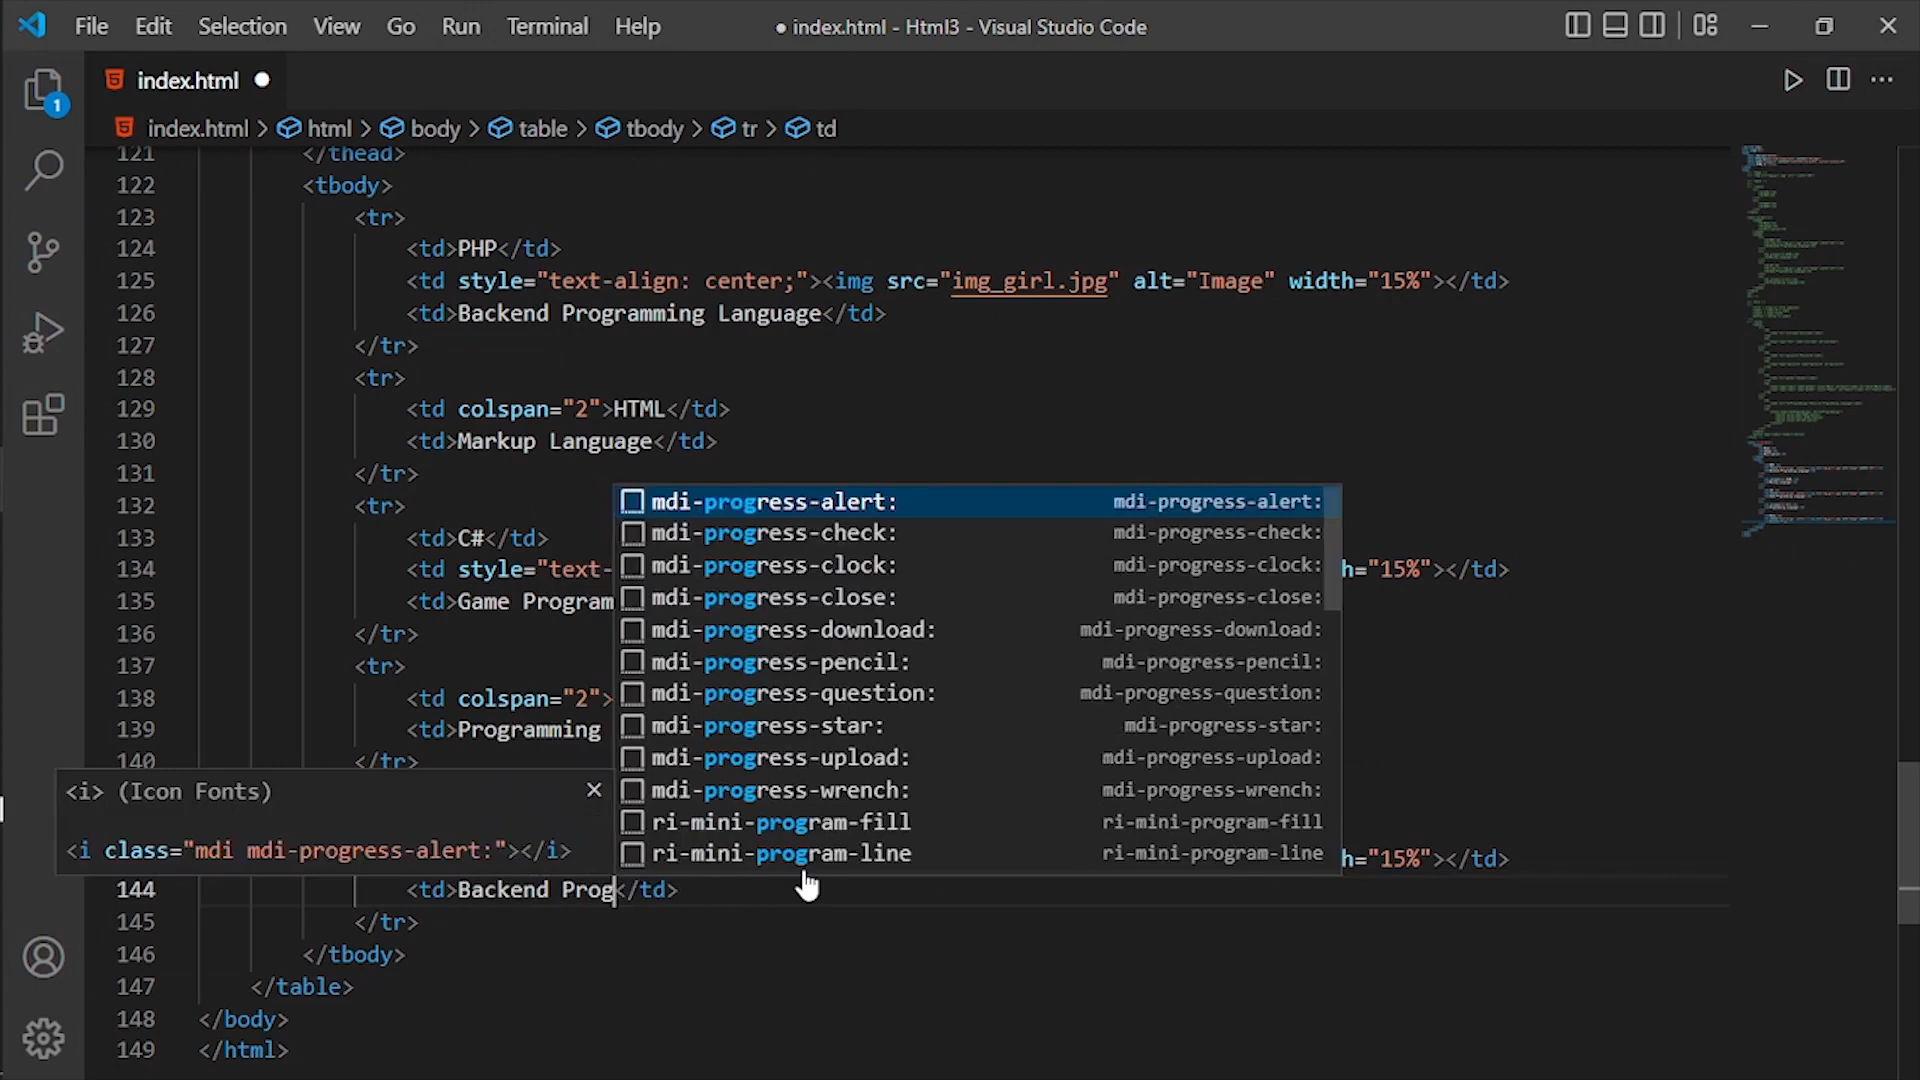 File Edit Selection View Go Run Terminal Help ● index.html - Html3 - Visual Studio Code
index.html
index.html > html > body > table > tbody > tr > td
1
121 </thead>
122 <tbody>
123 <tr>
124 <td>PHP</td>
125 <td style="text-align: center;"><img src="img_girl.jpg" alt="Image" width="15%"></td>
126 <td>Backend Programming Language</td>
127 </tr>
128 <tr>
129 <td colspan="2">HTML</td>
130 <td>Markup Language</td>
131 </tr>
132 <tr>
133 <td>C#</td>
134 <td style="text- h="15%"></td>
135 <td>Game Program
136 </tr>
137 <tr>
138 <td colspan="2">
139 <td>Programming
140 </tr>
h="15%"></td>
144 <td>Backend Prog</td>
145 </tr>
146 </tbody>
147 </table>
148 </body>
149 </html>
mdi-progress-alert: mdi-progress-alert:
mdi-progress-check: mdi-progress-check:
mdi-progress-clock: mdi-progress-clock:
mdi-progress-close: mdi-progress-close:
mdi-progress-download: mdi-progress-download:
mdi-progress-pencil: mdi-progress-pencil:
mdi-progress-question: mdi-progress-question:
mdi-progress-star: mdi-progress-star:
mdi-progress-upload: mdi-progress-upload:
mdi-progress-wrench: mdi-progress-wrench:
ri-mini-program-fill ri-mini-program-fill
ri-mini-program-line ri-mini-program-line
<i> (Icon Fonts)
<i class="mdi mdi-progress-alert:"></i>